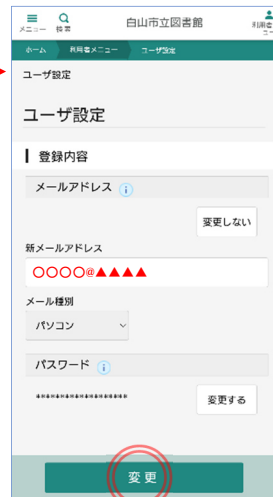 メニュー
検索
白山市立図書館
ホーム 利用者メニュー ユーザ設定
ユーザ設定
ユーザ設定
登録内容
メールアドレス
変更しない
新メールアドレス
〇〇〇〇@▲▲▲▲
メール種別
パソコン
パスワード
********************
変更する
変更